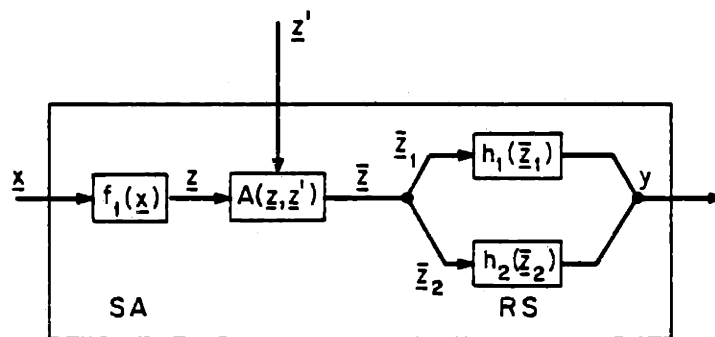 z'
x
f₁(x)
z
A(z,z')
z̄
z̄₁
h₁(z̄₁)
y
z̄₂
h₂(z̄₂)
SA
RS